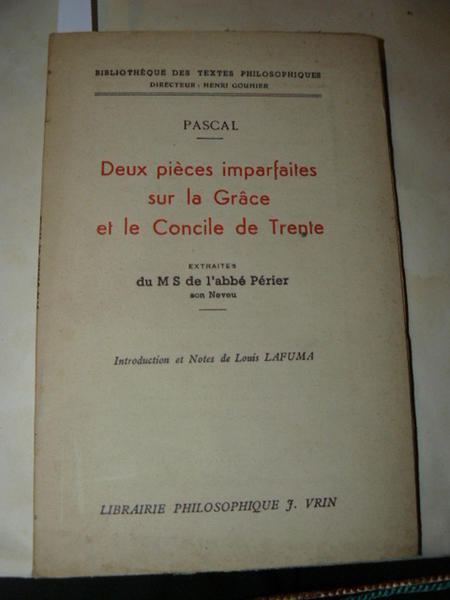 BIBLIOTHÈQUE DES TEXTES PHILOSOPHIQUES
DIRECTEUR : HENRI GOUHIER
PASCAL
Deux pièces imparfaites
sur la Grâce
et le Concile de Trente
EXTRAITES
du M S de l'abbé Périer
son Neveu
Introduction et Notes de Louis LAFUMA
LIBRAIRIE PHILOSOPHIQUE J. VRIN